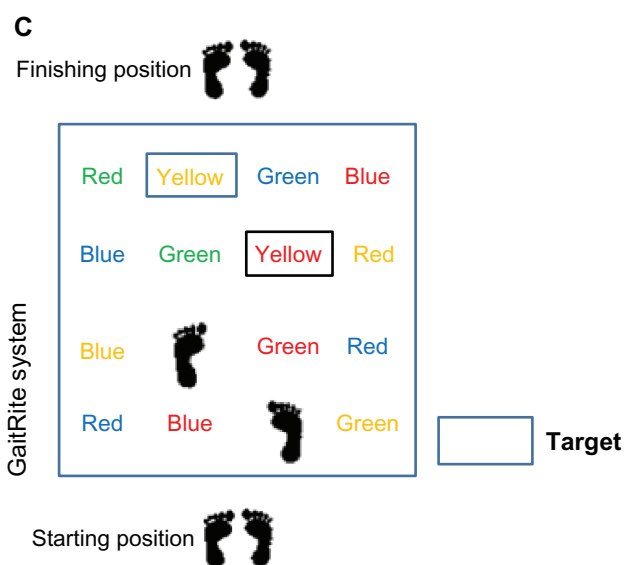 C
Finishing position
Red Yellow Green Blue
Blue Green Yellow Red
Blue Green Red
Red Blue Green
GaitRite system
Target
Starting position